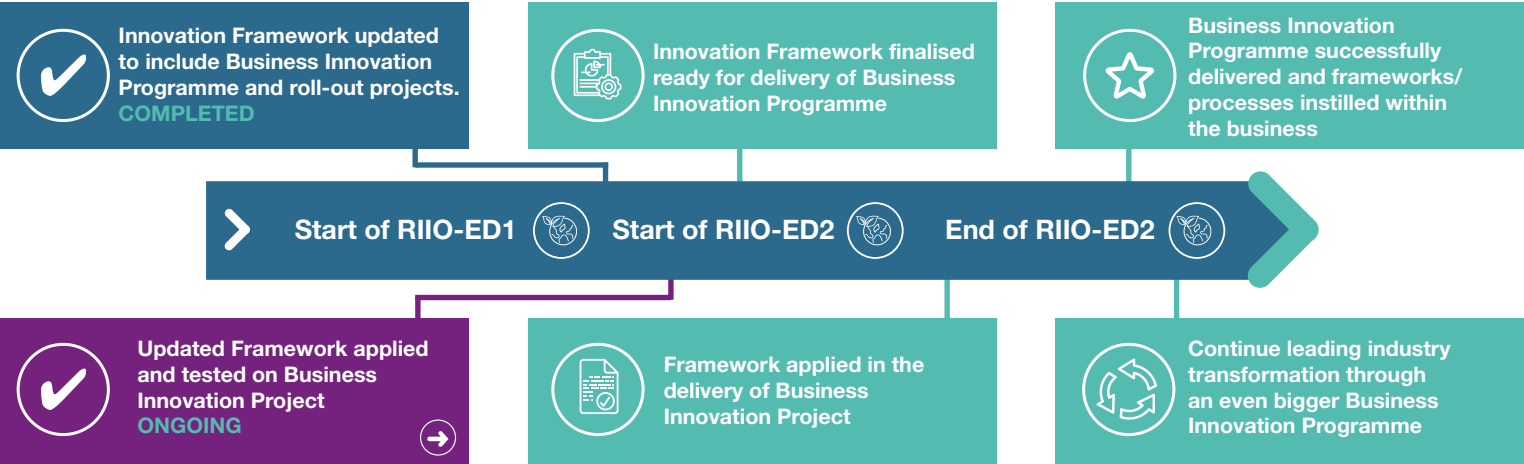 Innovation Framework updated
to include Business Innovation
Programme and roll-out projects.
COMPLETED
Innovation Framework finalised
ready for delivery of Business
Innovation Programme
Business Innovation
Programme successfully
delivered and frameworks/
processes instilled within
the business
Start of RIIO-ED1
Start of RIIO-ED2
End of RIIO-ED2
Updated Framework applied
and tested on Business
Innovation Project
ONGOING
Framework applied in the
delivery of Business
Innovation Project
Continue leading industry
transformation through
an even bigger Business
Innovation Programme